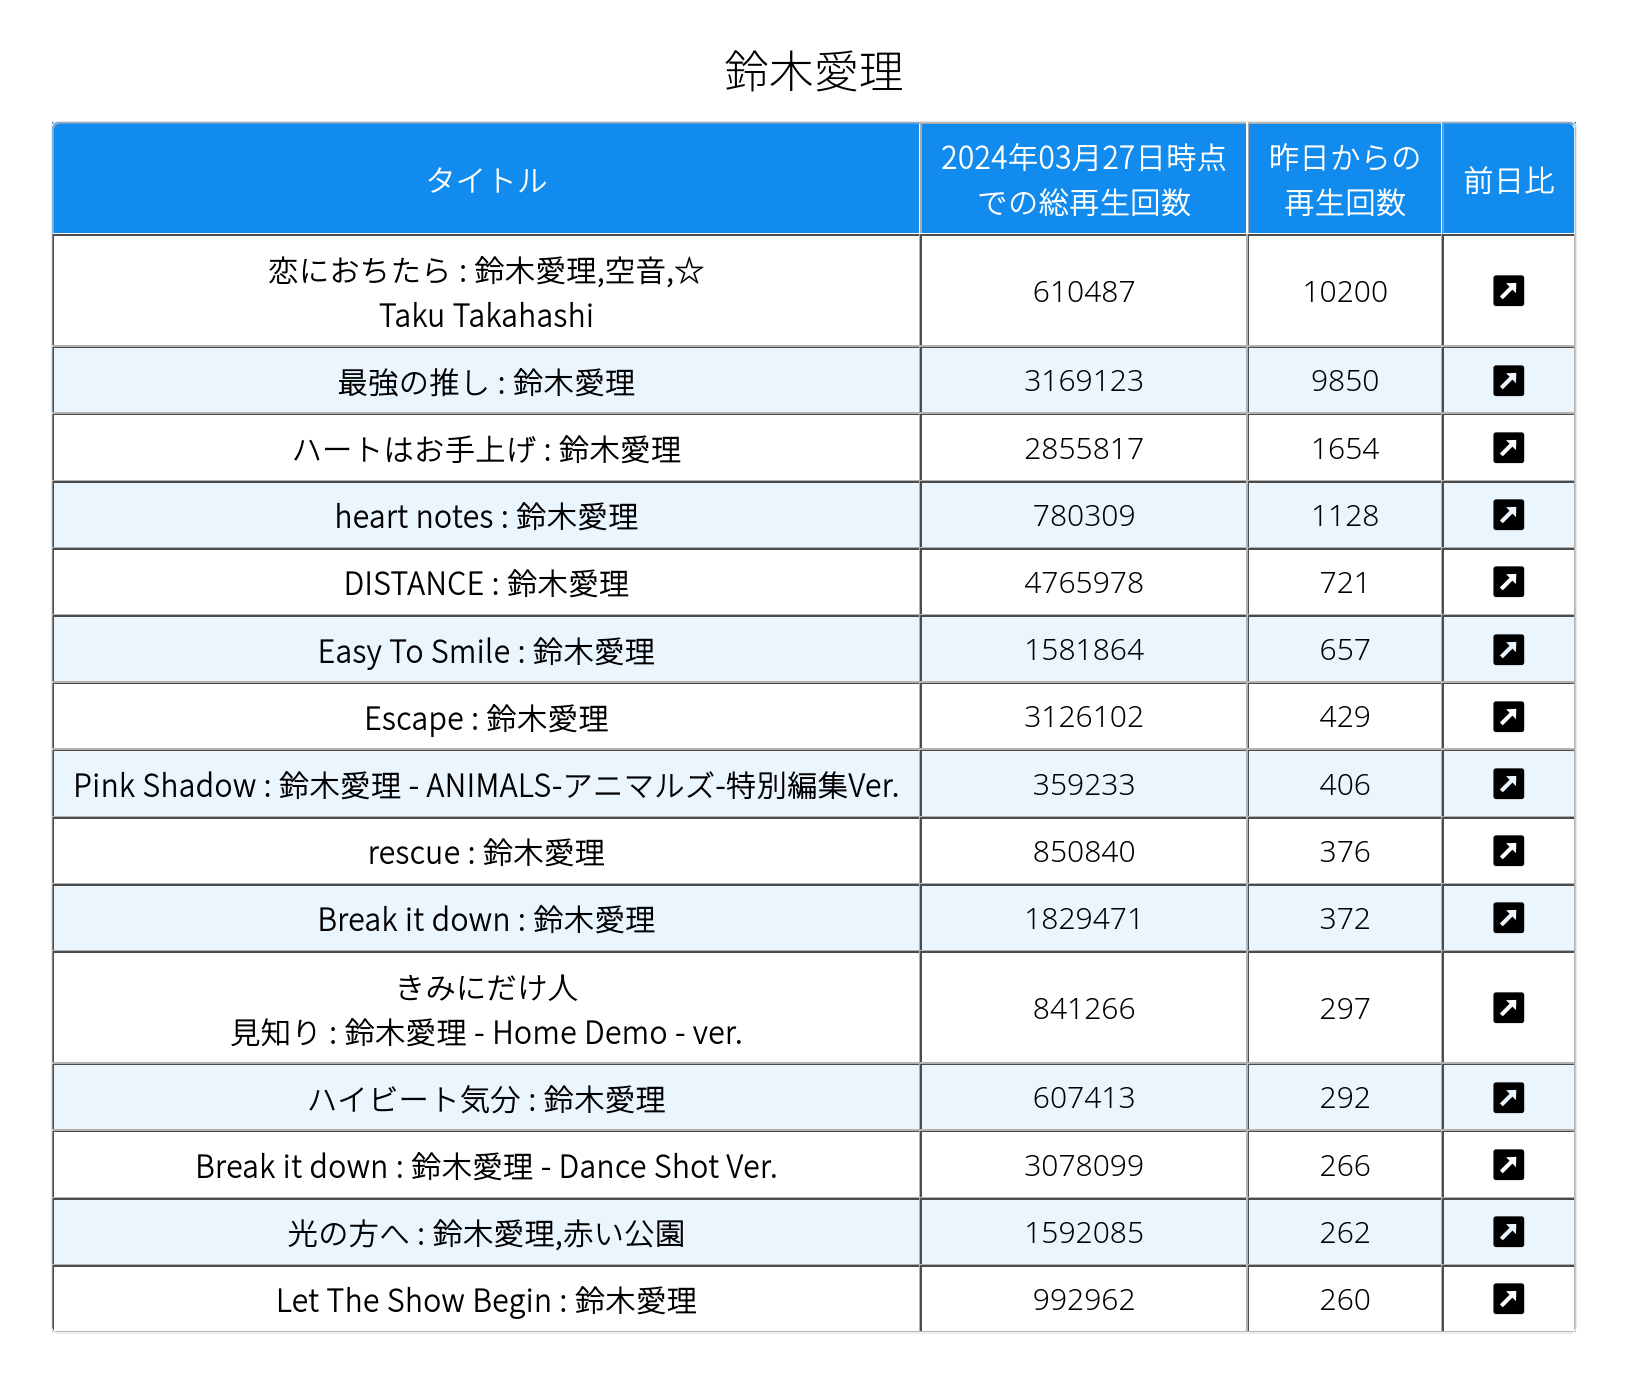 鈴木愛理
タイトル
2024年03月27日時点
での総再生回数
昨日からの
再生回数
前日比
恋におちたら : 鈴木愛理,空音,☆
Taku Takahashi
610487
10200
最強の推し : 鈴木愛理
3169123
9850
ハートはお手上げ : 鈴木愛理
2855817
1654
heart notes : 鈴木愛理
780309
1128
DISTANCE : 鈴木愛理
4765978
721
Easy To Smile : 鈴木愛理
1581864
657
Escape : 鈴木愛理
3126102
429
Pink Shadow : 鈴木愛理 - ANIMALS-アニマルズ-特別編集Ver.
359233
406
rescue : 鈴木愛理
850840
376
Break it down : 鈴木愛理
1829471
372
きみにだけ人
見知り : 鈴木愛理 - Home Demo - ver.
841266
297
ハイビート気分 : 鈴木愛理
607413
292
Break it down : 鈴木愛理 - Dance Shot Ver.
3078099
266
光の方へ : 鈴木愛理,赤い公園
1592085
262
Let The Show Begin : 鈴木愛理
992962
260